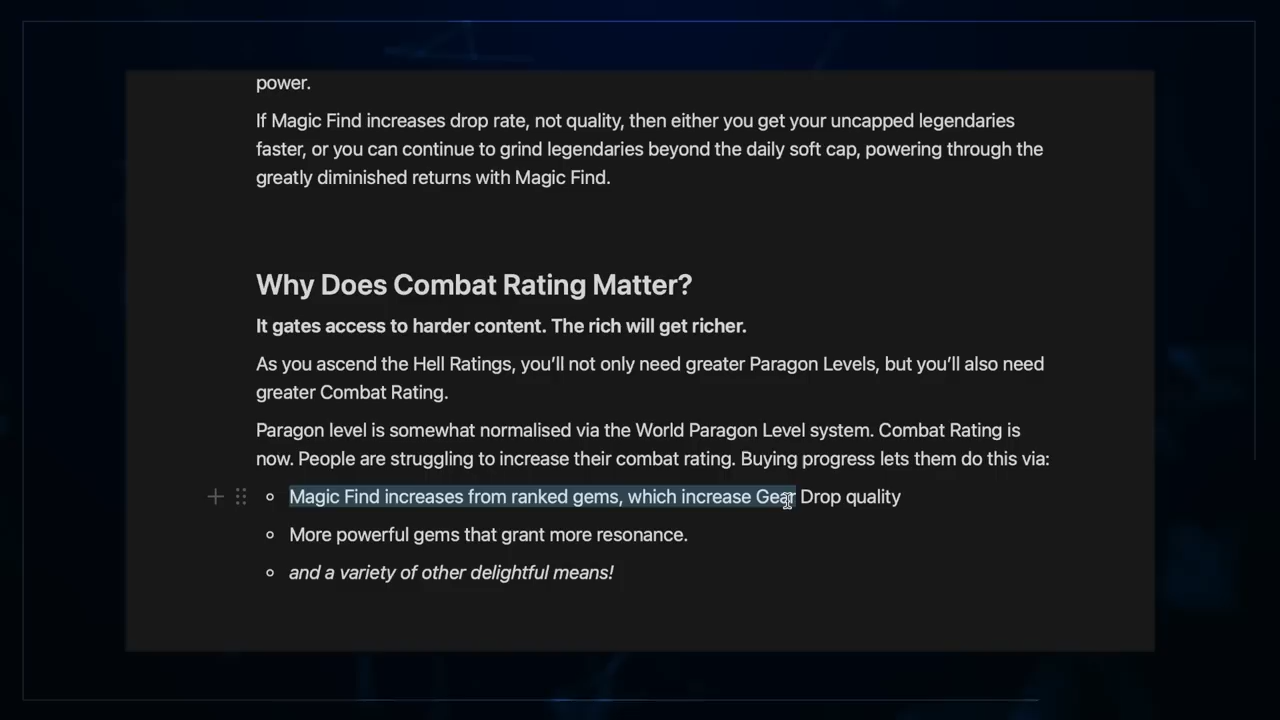 power.
If Magic Find increases drop rate, not quality, then either you get your uncapped legendaries
faster, or you can continue to grind legendaries beyond the daily soft cap, powering through the
greatly diminished returns with Magic Find.
Why Does Combat Rating Matter?
It gates access to harder content. The rich will get richer.
As you ascend the Hell Ratings, you’ll not only need greater Paragon Levels, but you’ll also need
greater Combat Rating.
Paragon level is somewhat normalised via the World Paragon Level system. Combat Rating is
now. People are struggling to increase their combat rating. Buying progress lets them do this via:
Magic Find increases from ranked gems, which increase Gear Drop quality
More powerful gems that grant more resonance.
and a variety of other delightful means!